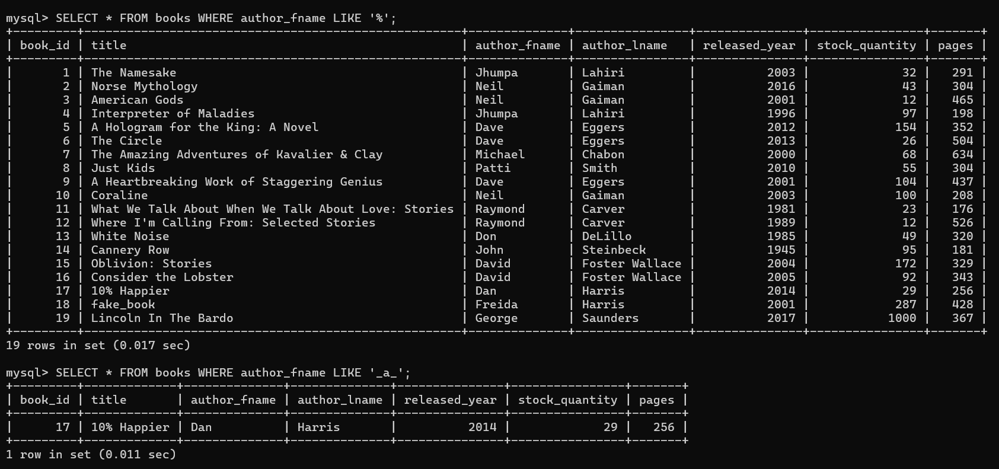 mysql> SELECT * FROM books WHERE author_fname LIKE '%';
+---------+-----------------------------------------------------+--------------+----------------+---------------+----------------+-------+
| book_id | title                                               | author_fname | author_lname   | released_year | stock_quantity | pages |
+---------+-----------------------------------------------------+--------------+----------------+---------------+----------------+-------+
|       1 | The Namesake                                        | Jhumpa       | Lahiri         |          2003 |             32 |   291 |
|       2 | Norse Mythology                                     | Neil         | Gaiman         |          2016 |             43 |   304 |
|       3 | American Gods                                       | Neil         | Gaiman         |          2001 |             12 |   465 |
|       4 | Interpreter of Maladies                             | Jhumpa       | Lahiri         |          1996 |             97 |   198 |
|       5 | A Hologram for the King: A Novel                    | Dave         | Eggers         |          2012 |            154 |   352 |
|       6 | The Circle                                          | Dave         | Eggers         |          2013 |             26 |   504 |
|       7 | The Amazing Adventures of Kavalier & Clay           | Michael      | Chabon         |          2000 |             68 |   634 |
|       8 | Just Kids                                           | Patti        | Smith          |          2010 |             55 |   304 |
|       9 | A Heartbreaking Work of Staggering Genius           | Dave         | Eggers         |          2001 |            104 |   437 |
|      10 | Coraline                                            | Neil         | Gaiman         |          2003 |            100 |   208 |
|      11 | What We Talk About When We Talk About Love: Stories | Raymond      | Carver         |          1981 |             23 |   176 |
|      12 | Where I'm Calling From: Selected Stories            | Raymond      | Carver         |          1989 |             12 |   526 |
|      13 | White Noise                                         | Don          | DeLillo        |          1985 |             49 |   320 |
|      14 | Cannery Row                                         | John         | Steinbeck      |          1945 |             95 |   181 |
|      15 | Oblivion: Stories                                   | David        | Foster Wallace |          2004 |            172 |   329 |
|      16 | Consider the Lobster                                | David        | Foster Wallace |          2005 |             92 |   343 |
|      17 | 10% Happier                                         | Dan          | Harris         |          2014 |             29 |   256 |
|      18 | fake_book                                           | Freida       | Harris         |          2001 |            287 |   428 |
|      19 | Lincoln In The Bardo                                | George       | Saunders       |          2017 |           1000 |   367 |
+---------+-----------------------------------------------------+--------------+----------------+---------------+----------------+-------+
19 rows in set (0.017 sec)

mysql> SELECT * FROM books WHERE author_fname LIKE '_a_';
+---------+-------------+--------------+--------------+---------------+----------------+-------+
| book_id | title       | author_fname | author_lname | released_year | stock_quantity | pages |
+---------+-------------+--------------+--------------+---------------+----------------+-------+
|      17 | 10% Happier | Dan          | Harris       |          2014 |             29 |   256 |
+---------+-------------+--------------+--------------+---------------+----------------+-------+
1 row in set (0.011 sec)